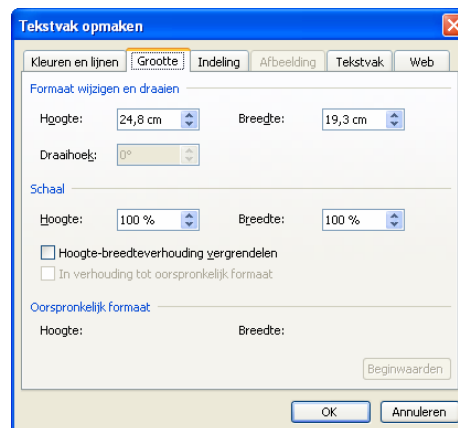 Tekstvak opmaken
Kleuren en lijnen Grootte Indeling Afbeelding Tekstvak Web
Formaat wijzigen en draaien
Hoogte: 24,8 cm Breedte: 19,3 cm
Draaihoek: 0°
Schaal
Hoogte: 100 % Breedte: 100 %
Hoogte-breedteverhouding vergrendelen
In verhouding tot oorspronkelijk formaat
Oorspronkelijk formaat
Hoogte: Breedte:
Beginwaarden
OK Annuleren